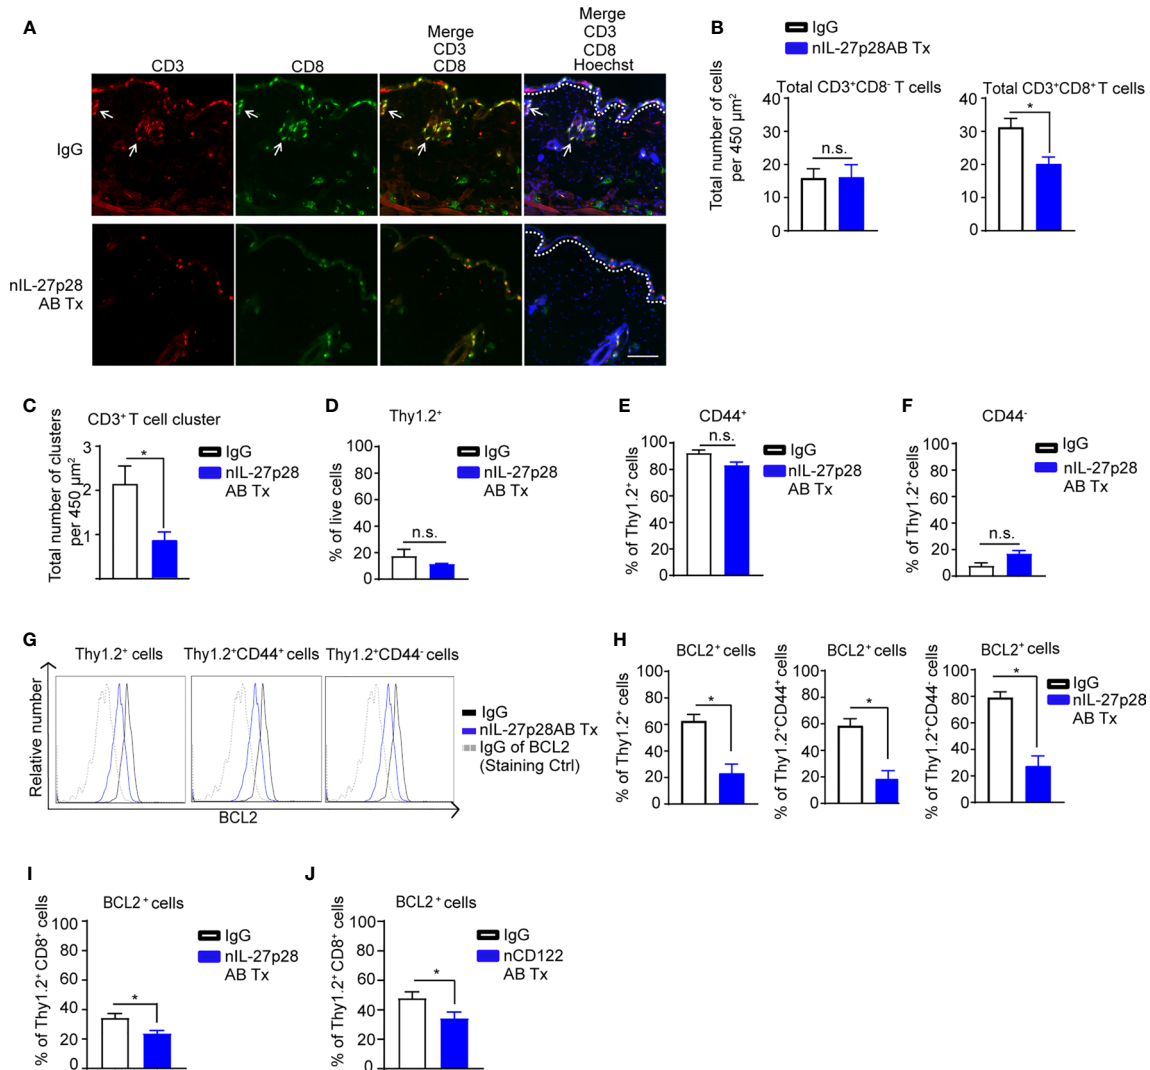 A
CD3
CD8
Merge
CD3
CD8
Merge
CD3
CD8
Hoechst
IgG
nIL-27p28
AB Tx
B
IgG
nIL-27p28AB Tx
Total number of cells
per 450 µm²
Total CD3⁺CD8⁻ T cells
40
30
20
10
0
n.s.
Total CD3⁺CD8⁺ T cells
40
30
20
10
0
*
C
CD3⁺ T cell cluster
Total number of clusters
per 450 µm²
3
2
1
*
IgG
nIL-27p28
AB Tx
D
Thy1.2⁺
% of live cells
100
80
60
40
20
0
n.s.
IgG
nIL-27p28
AB Tx
E
CD44⁺
% of Thy1.2⁺ cells
100
80
60
40
20
0
n.s.
IgG
nIL-27p28
AB Tx
F
CD44⁻
% of Thy1.2⁺ cells
100
80
60
40
20
0
n.s.
IgG
nIL-27p28
AB Tx
G
Thy1.2⁺ cells
Thy1.2⁺CD44⁺ cells
Thy1.2⁺CD44⁻ cells
Relative number
BCL2
IgG
nIL-27p28AB Tx
IgG of BCL2
(Staining Ctrl)
H
BCL2⁺ cells
% of Thy1.2⁺ cells
100
80
60
40
20
0
*
BCL2⁺ cells
% of Thy1.2⁺CD44⁺ cells
100
80
60
40
20
0
*
BCL2⁺ cells
% of Thy1.2⁺CD44⁻ cells
100
80
60
40
20
0
*
IgG
nIL-27p28
AB Tx
I
BCL2⁺ cells
% of Thy1.2⁺ CD8⁺ cells
100
80
60
40
20
0
*
IgG
nIL-27p28
AB Tx
J
BCL2⁺ cells
% of Thy1.2⁺ CD8⁺ cells
100
80
60
40
20
0
*
IgG
nCD122
AB Tx